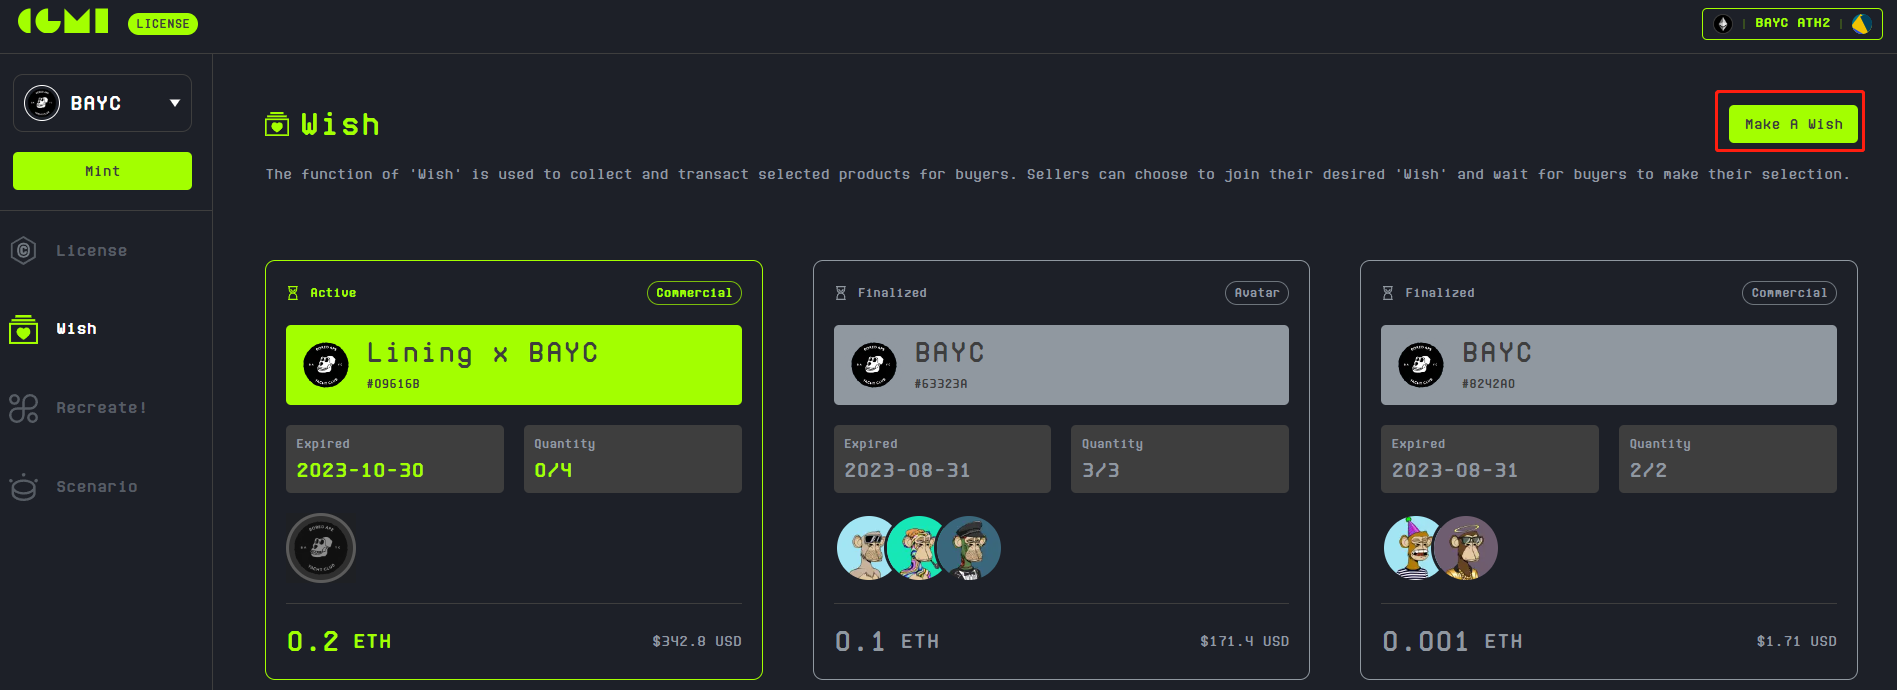 LICENSE
BAYC ATH2
BAYC
Mint
License
Wish
Recreate!
Scenario
Wish
Make A Wish
The function of 'Wish' is used to collect and transact selected products for buyers. Sellers can choose to join their desired 'Wish' and wait for buyers to make their selection.
Active
Commercial
Lining x BAYC
#09616B
Expired
2023-10-30
Quantity
0/4
0.2 ETH
$342.8 USD
Finalized
Avatar
BAYC
#63323A
Expired
2023-08-31
Quantity
3/3
0.1 ETH
$171.4 USD
Finalized
Commercial
BAYC
#8242A0
Expired
2023-08-31
Quantity
2/2
0.001 ETH
$1.71 USD